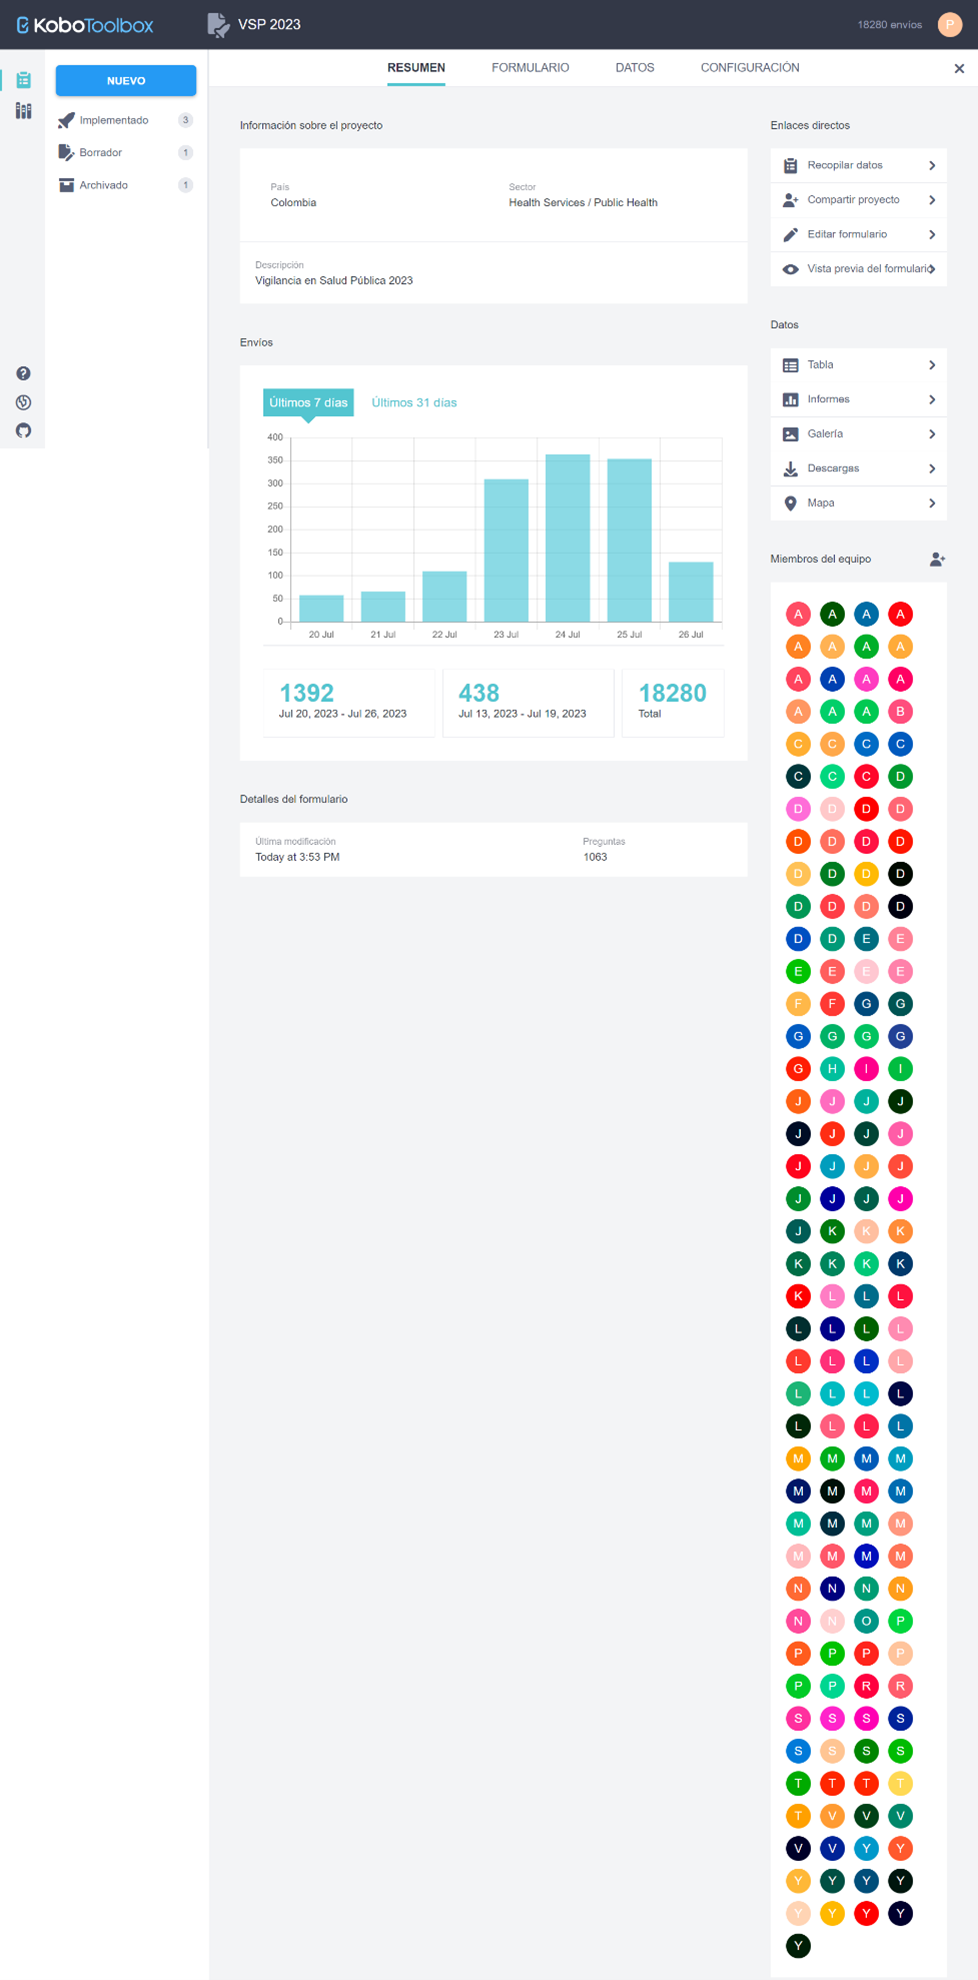 KoboToolbox
VSP 2023
18280 envíos
P
RESUMEN
FORMULARIO
DATOS
CONFIGURACIÓN
NUEVO
Implementado 3
Borrador 1
Archivado 1
Información sobre el proyecto
País
Colombia
Sector
Health Services / Public Health
Descripción
Vigilancia en Salud Pública 2023
Envíos
Últimos 7 días
Últimos 31 días
400
350
300
250
200
150
100
50
0
20 Jul
21 Jul
22 Jul
23 Jul
24 Jul
25 Jul
26 Jul
1392
Jul 20, 2023 - Jul 26, 2023
438
Jul 13, 2023 - Jul 19, 2023
18280
Total
Detalles del formulario
Última modificación
Today at 3:53 PM
Preguntas
1063
Enlaces directos
Recopilar datos
Compartir proyecto
Editar formulario
Vista previa del formulario
Datos
Tabla
Informes
Galería
Descargas
Mapa
Miembros del equipo
A A A A
A A A A
A A A A
A A A B
C C C C
C C C D
D D D D
D D D D
D D D D
D D D D
D D E E
E E E E
F F G G
G G G G
G H I I
J J J J
J J J J
J J J J
J J J J
J K K K
K K K K
K L L L
L L L L
L L L L
L L L L
L L L L
M M M M
M M M M
M M M M
M M M M
N N N N
N N O P
P P P P
P P R R
S S S S
S S S S
T T T T
T V V V
V V Y Y
Y Y Y Y
Y Y Y Y
Y